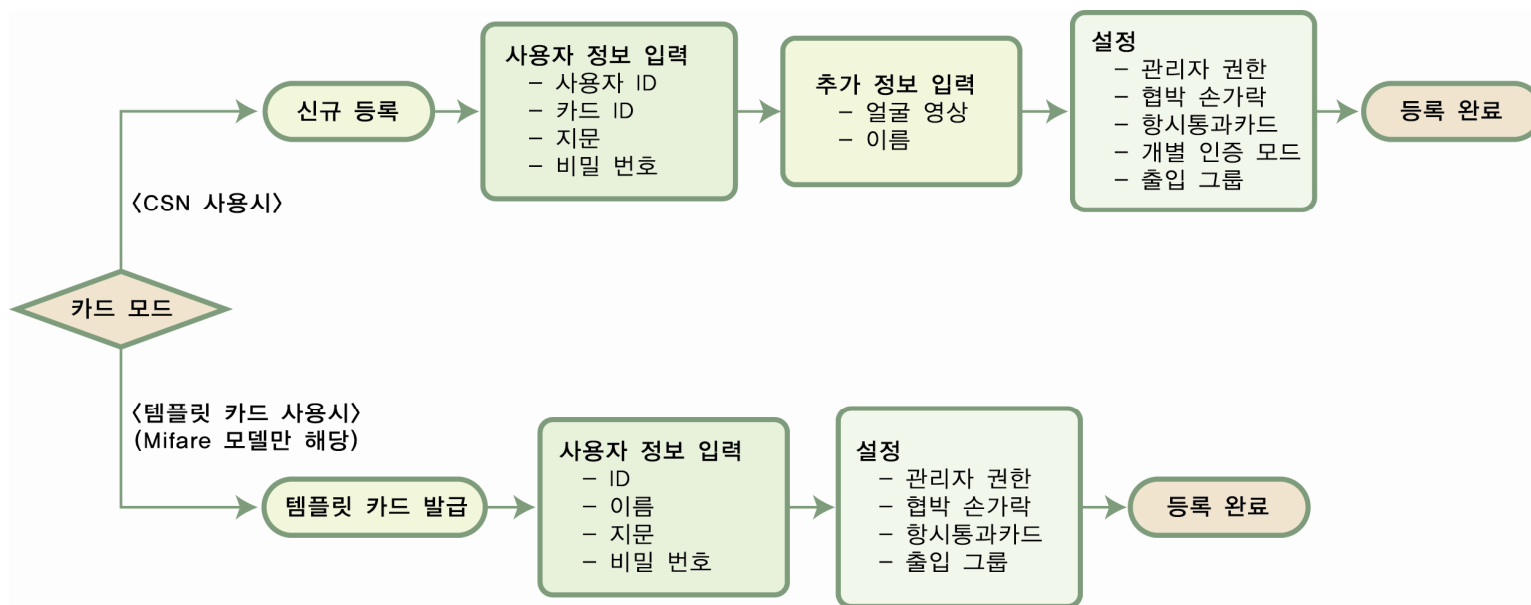 신규 등록
사용자 정보 입력
– 사용자 ID
– 카드 ID
– 지문
– 비밀 번호
추가 정보 입력
– 얼굴 영상
– 이름
설정
– 관리자 권한
– 협박 손가락
– 항시통과카드
– 개별 인증 모드
– 출입 그룹
등록 완료
〈CSN 사용시〉
카드 모드
〈템플릿 카드 사용시〉
(Mifare 모델만 해당)
템플릿 카드 발급
사용자 정보 입력
– ID
– 이름
– 지문
– 비밀 번호
설정
– 관리자 권한
– 협박 손가락
– 항시통과카드
– 출입 그룹
등록 완료